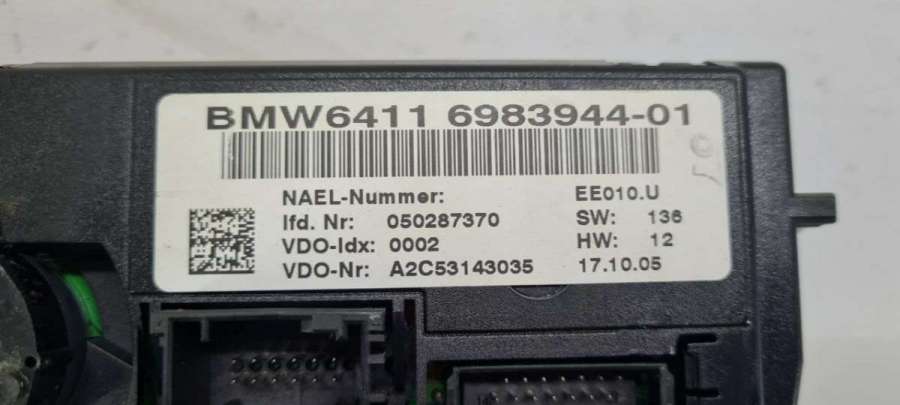 BMW6411 6983944-01
NAEL-Nummer: EE010.U
lfd. Nr: 050287370 SW: 136
VDO-Idx: 0002 HW: 12
VDO-Nr: A2C53143035 17.10.05